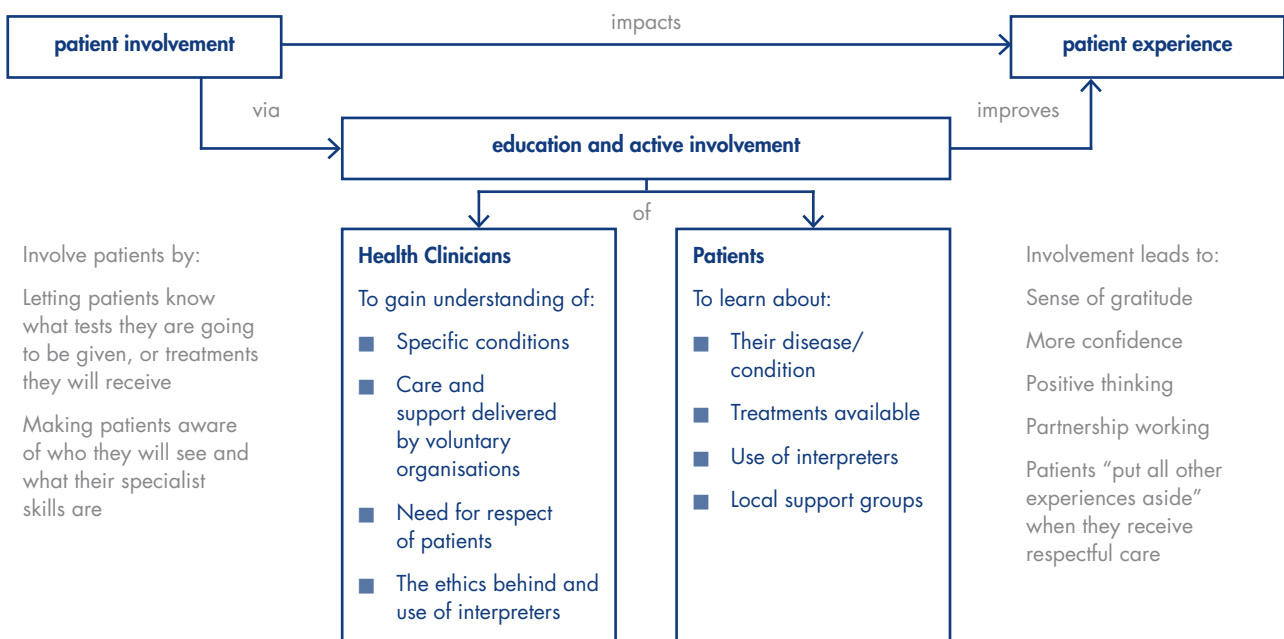 impacts
patient involvement
patient experience
via
improves
education and active involvement
of
Involve patients by:
Letting patients know
what tests they are going
to be given, or treatments
they will receive
Making patients aware
of who they will see and
what their specialist
skills are
Health Clinicians
To gain understanding of:
Specific conditions
Care and
support delivered
by voluntary
organisations
Need for respect
of patients
The ethics behind and
use of interpreters
Patients
To learn about:
Their disease/
condition
Treatments available
Use of interpreters
Local support groups
Involvement leads to:
Sense of gratitude
More confidence
Positive thinking
Partnership working
Patients “put all other
experiences aside”
when they receive
respectful care